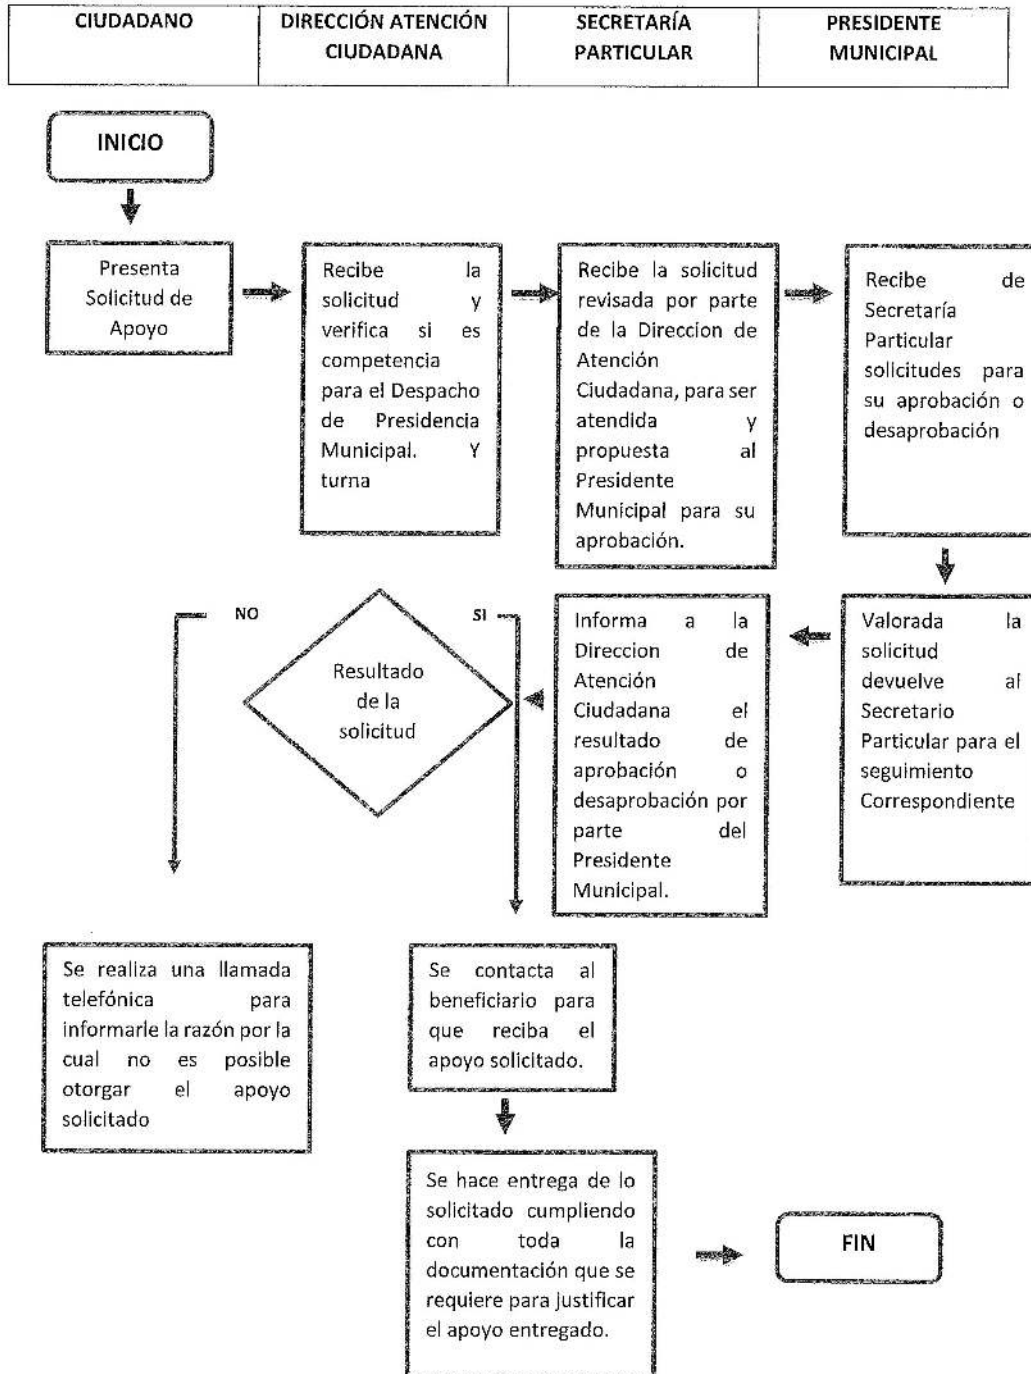 CIUDADANO
DIRECCIÓN ATENCIÓN
CIUDADANA
SECRETARÍA
PARTICULAR
PRESIDENTE
MUNICIPAL
INICIO
Presenta
Solicitud de
Apoyo
Recibe la
solicitud y
verifica si es
competencia
para el Despacho
de Presidencia
Municipal. Y
turna
Recibe la solicitud
revisada por parte
de la Direccion de
Atención
Ciudadana, para ser
atendida y
propuesta al
Presidente
Municipal para su
aprobación.
Recibe de
Secretaría
Particular
solicitudes para
su aprobación o
desaprobación
Valorada la
solicitud
devuelve al
Secretario
Particular para el
seguimiento
Correspondiente
Informa a la
Direccion de
Atención
Ciudadana el
resultado de
aprobación o
desaprobación por
parte del
Presidente
Municipal.
Resultado
de la
solicitud
NO
SI
Se realiza una llamada
telefónica para
informarle la razón por la
cual no es posible
otorgar el apoyo
solicitado
Se contacta al
beneficiario para
que reciba el
apoyo solicitado.
Se hace entrega de lo
solicitado cumpliendo
con toda la
documentación que se
requiere para justificar
el apoyo entregado.
FIN